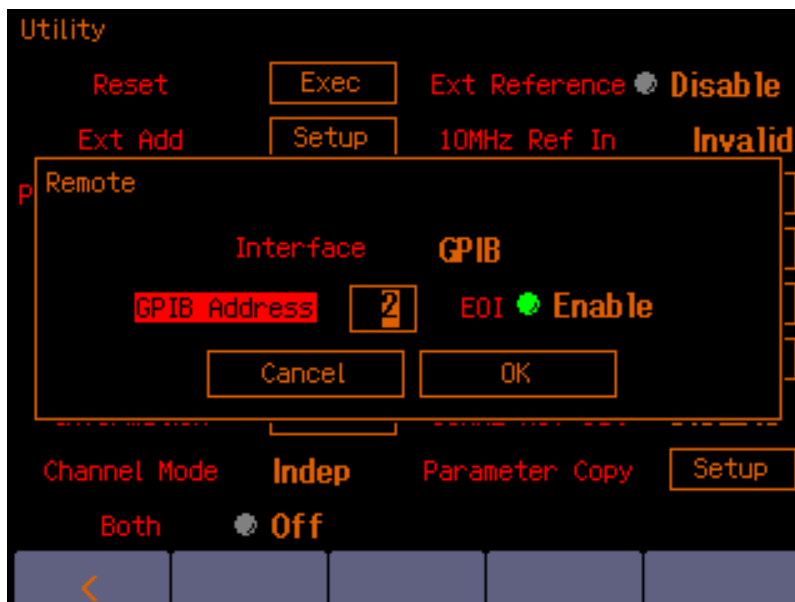 Utility
Reset Exec Ext Reference Disable
Ext Add Setup 10MHz Ref In Invalid
P
Remote
Interface GPIB
GPIB Address 2 EOI Enable
Cancel OK
Channel Mode Indep Parameter Copy Setup
Both Off
<